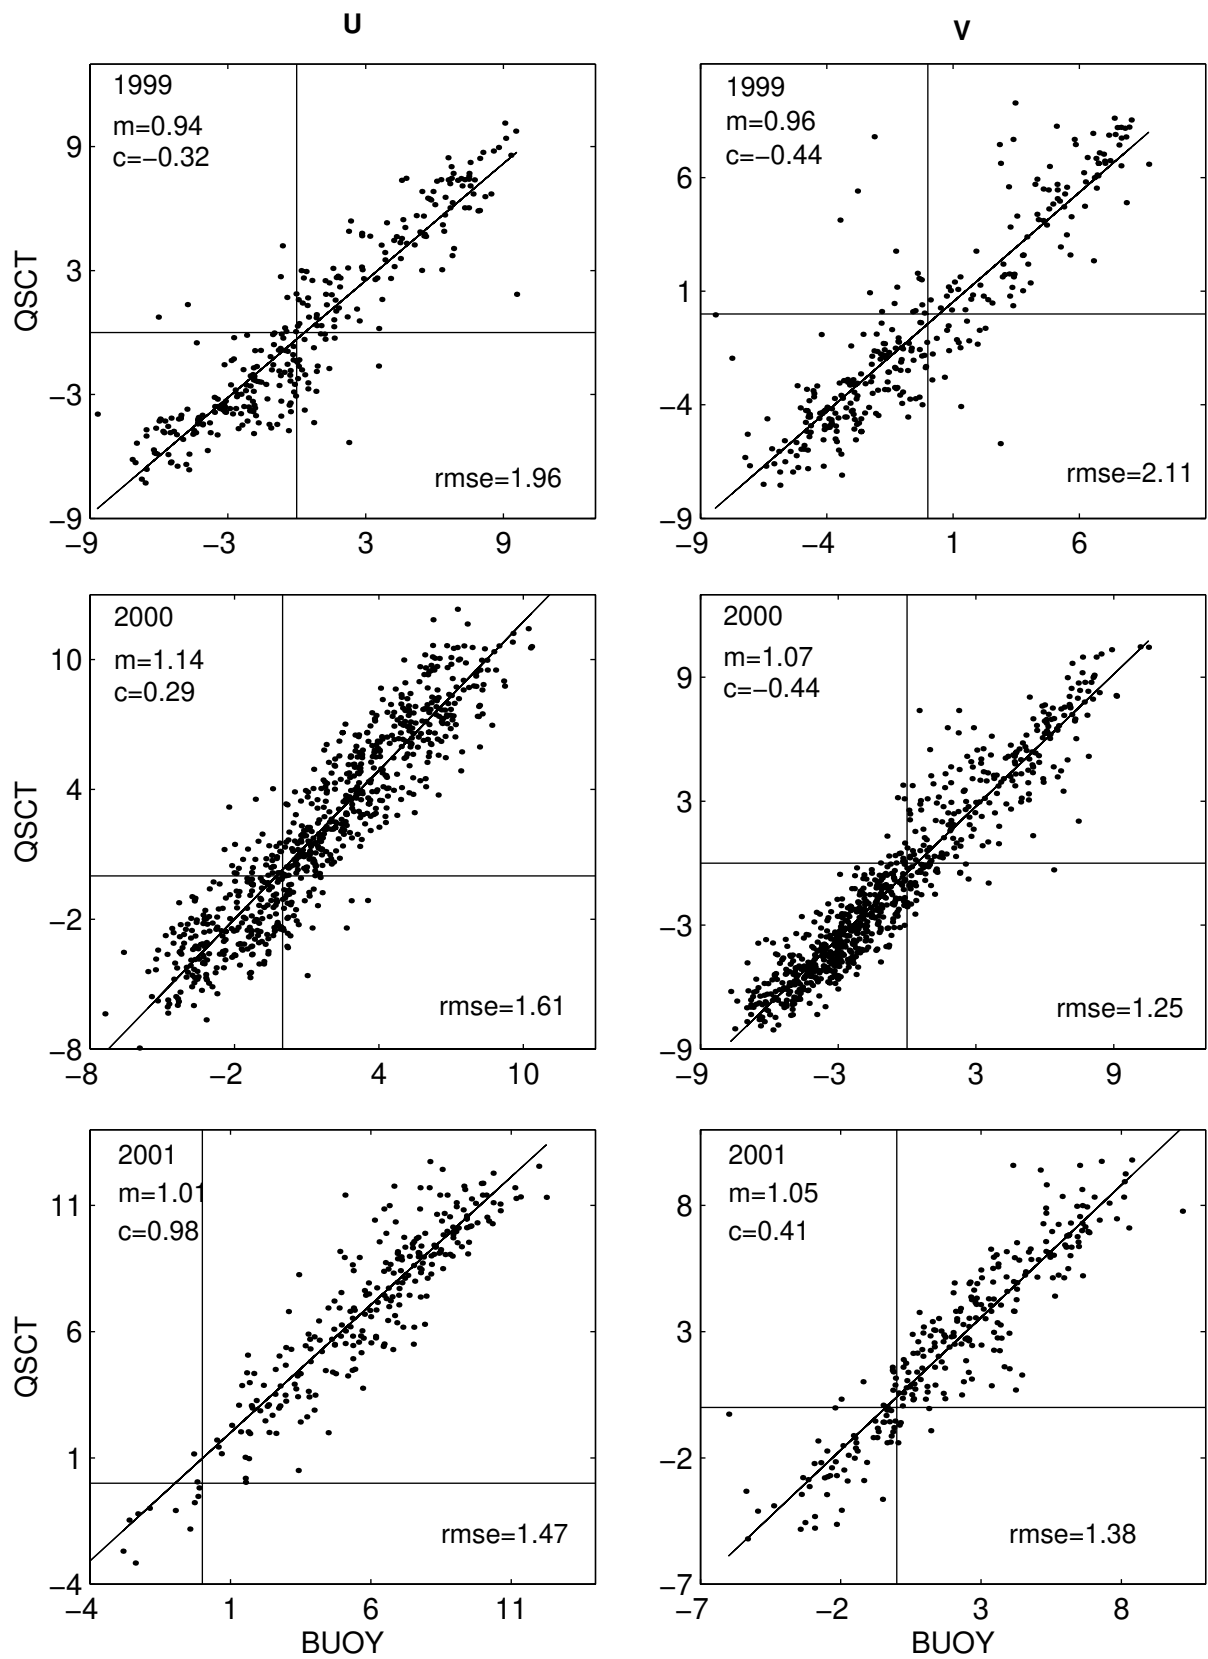 U
V
1999
m=0.94
c=−0.32
rmse=1.96
QSCT
9
3
−3
−9
−9
−3
3
9
1999
m=0.96
c=−0.44
rmse=2.11
6
1
−4
−9
−9
−4
1
6
2000
m=1.14
c=0.29
rmse=1.61
QSCT
10
4
−2
−8
−8
−2
4
10
2000
m=1.07
c=−0.44
rmse=1.25
9
3
−3
−9
−9
−3
3
9
2001
m=1.01
c=0.98
rmse=1.47
QSCT
11
6
1
−4
−4
1
6
11
BUOY
2001
m=1.05
c=0.41
rmse=1.38
8
3
−2
−7
−7
−2
3
8
BUOY